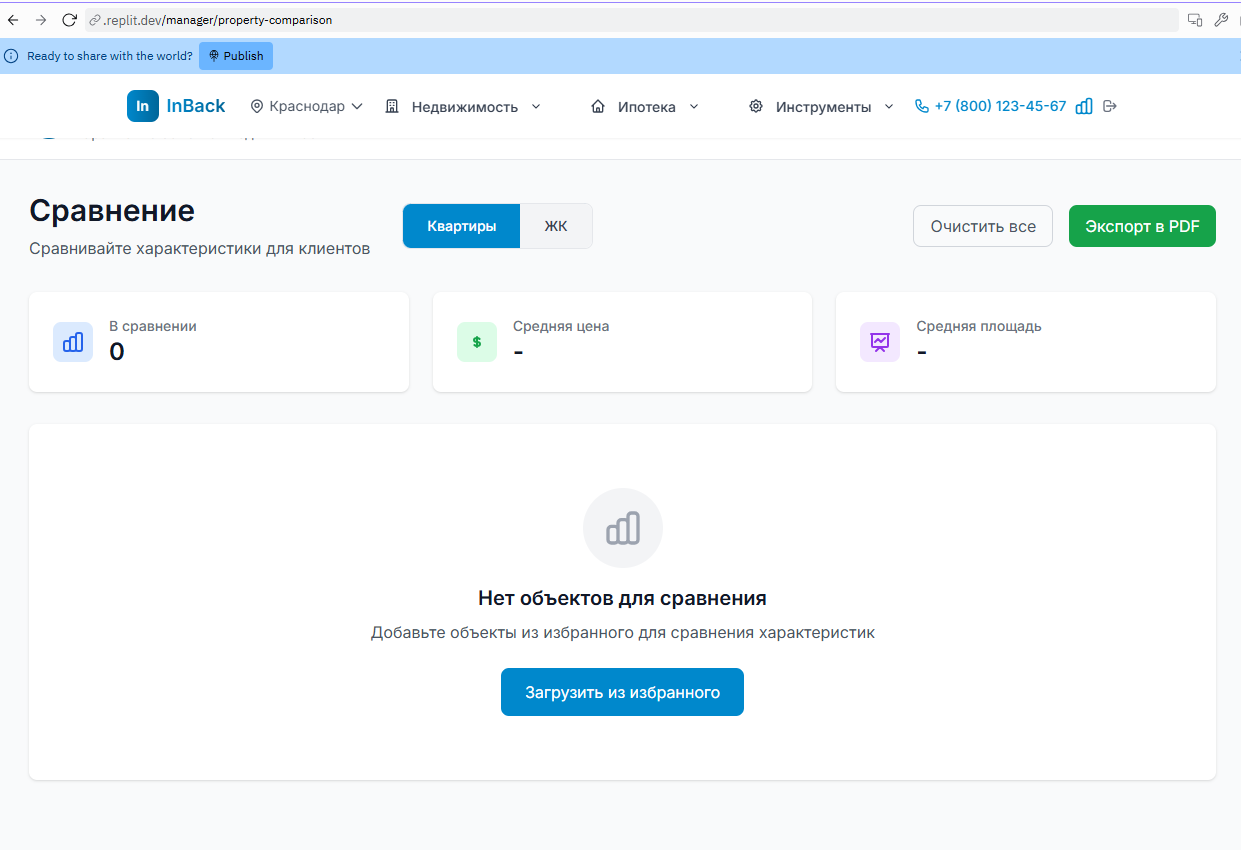 .replit.dev/manager/property-comparison
Ready to share with the world? Publish
In InBack Краснодар Недвижимость Ипотека Инструменты +7 (800) 123-45-67
Сравнение
Сравнивайте характеристики для клиентов
Квартиры ЖК
Очистить все Экспорт в PDF
В сравнении
0
Средняя цена
-
Средняя площадь
-
Нет объектов для сравнения
Добавьте объекты из избранного для сравнения характеристик
Загрузить из избранного